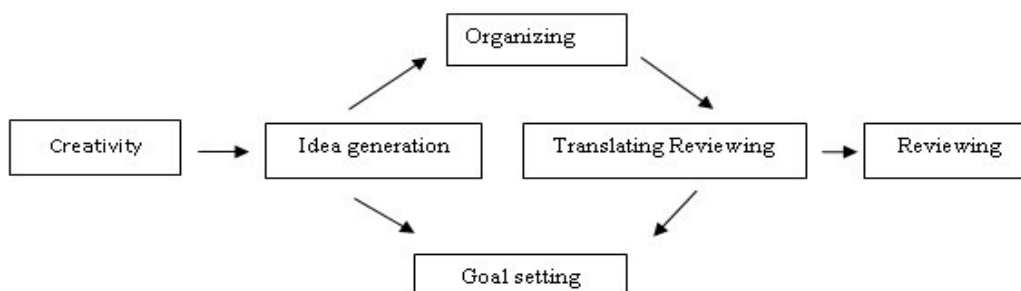 Organizing
Creativity
Idea generation
Translating Reviewing
Reviewing
Goal setting